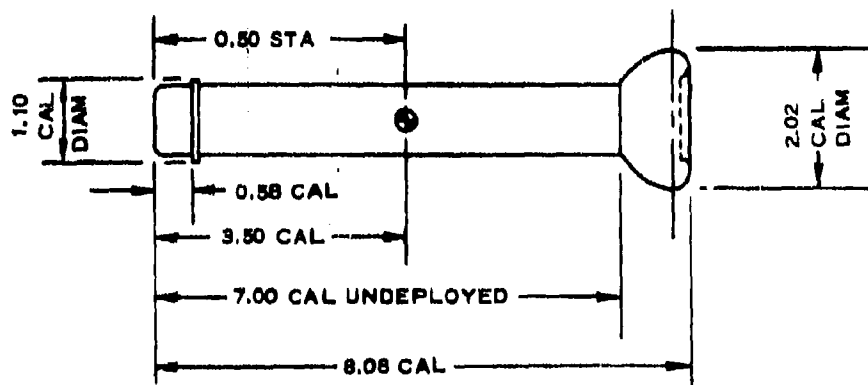 0.50 STA
1.10
CAL
DIAM
2.02
CAL
DIAM
0.58 CAL
3.50 CAL
7.00 CAL UNDEPLOYED
8.08 CAL